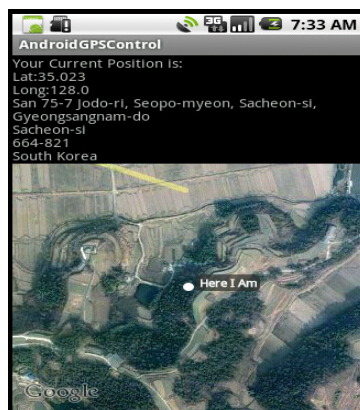 3G 7:33 AM
AndroidGPSControl
Your Current Position is:
Lat:35.023
Long:128.0
San 75-7 Jodo-ri, Seopo-myeon, Sacheon-si,
Gyeongsangnam-do
Sacheon-si
664-821
South Korea
Here I Am
Google